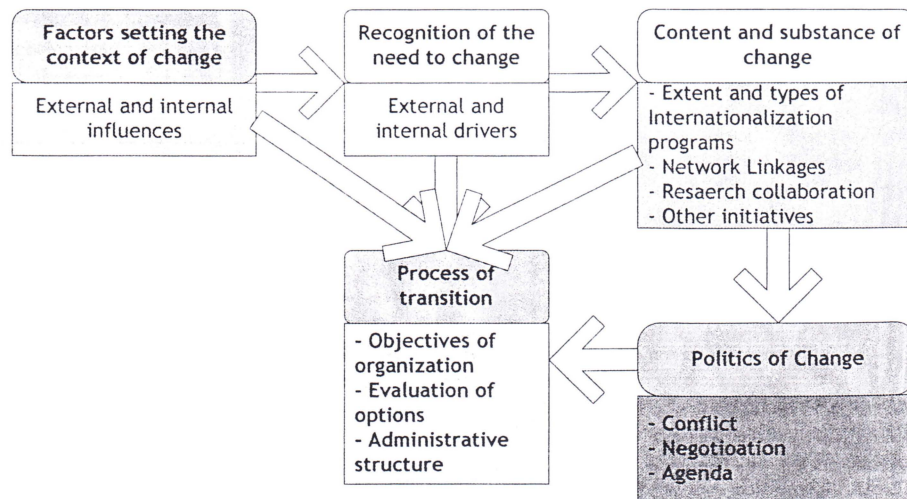 Factors setting the
context of change
External and internal
influences
Recognition of the
need to change
External and
internal drivers
Content and substance of
change
- Extent and types of
Internationalization
programs
- Network Linkages
- Resaerch collaboration
- Other initiatives
Process of
transition
- Objectives of
organization
- Evaluation of
options
- Administrative
structure
Politics of Change
- Conflict
- Negotioation
- Agenda